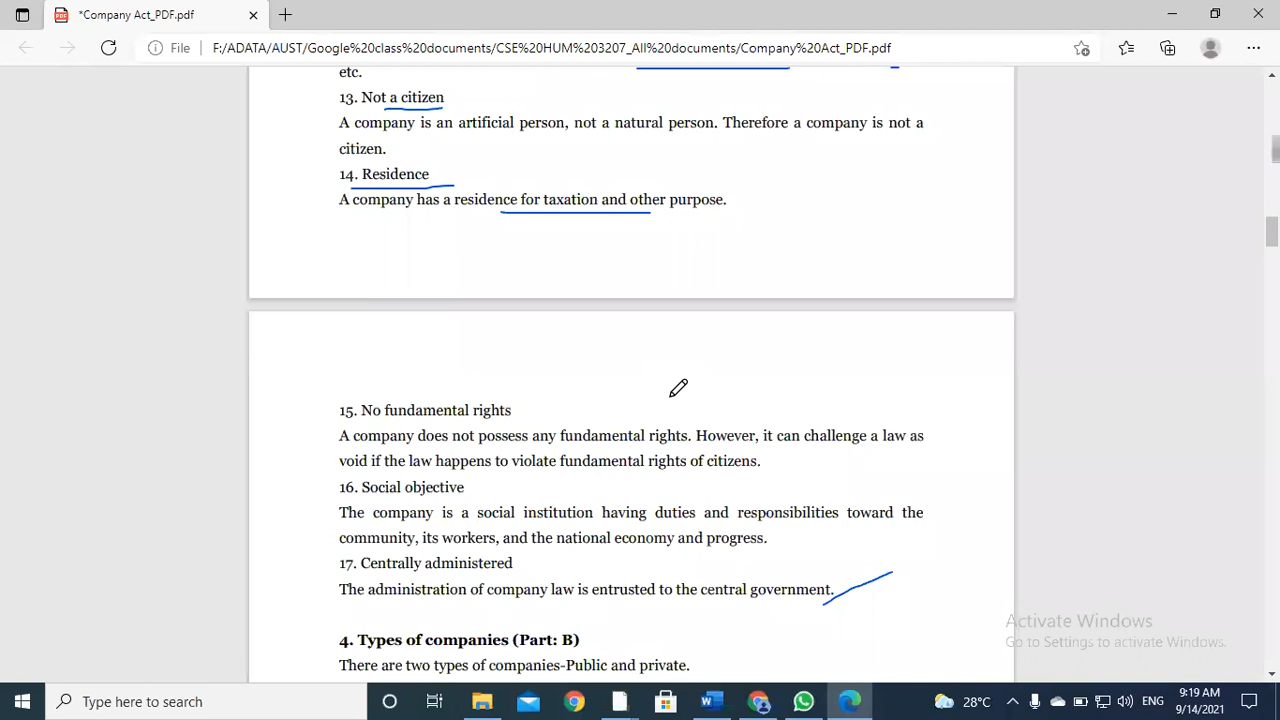 *Company Act_PDF.pdf
File F:/ADATA/AUST/Google%20class%20documents/CSE%20HUM%203207_All%20documents/Company%20Act_PDF.pdf
etc.
13. Not a citizen
A company is an artificial person, not a natural person. Therefore a company is not a
citizen.
14. Residence
A company has a residence for taxation and other purpose.
15. No fundamental rights
A company does not possess any fundamental rights. However, it can challenge a law as
void if the law happens to violate fundamental rights of citizens.
16. Social objective
The company is a social institution having duties and responsibilities toward the
community, its workers, and the national economy and progress.
17. Centrally administered
The administration of company law is entrusted to the central government.
4. Types of companies (Part: B)
There are two types of companies-Public and private.
Activate Windows
Go to Settings to activate Windows.
Type here to search
28°C
ENG
9:19 AM
9/14/2021